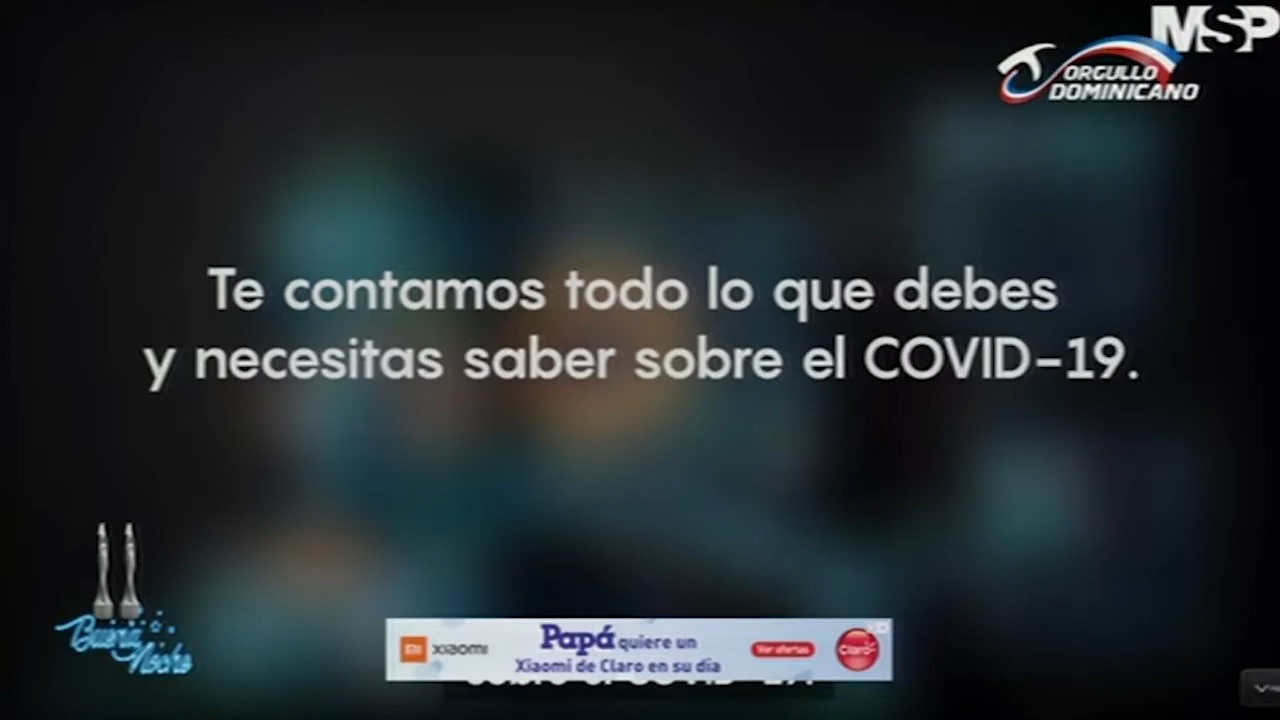 MSP
ORGULLO
DOMINICANO
Te contamos todo lo que debes
y necesitas saber sobre el COVID-19.
Buena
Noche
mi xiaomi
Papá quiere un
Xiaomi de Claro en su día
Ver ofertas
Claro